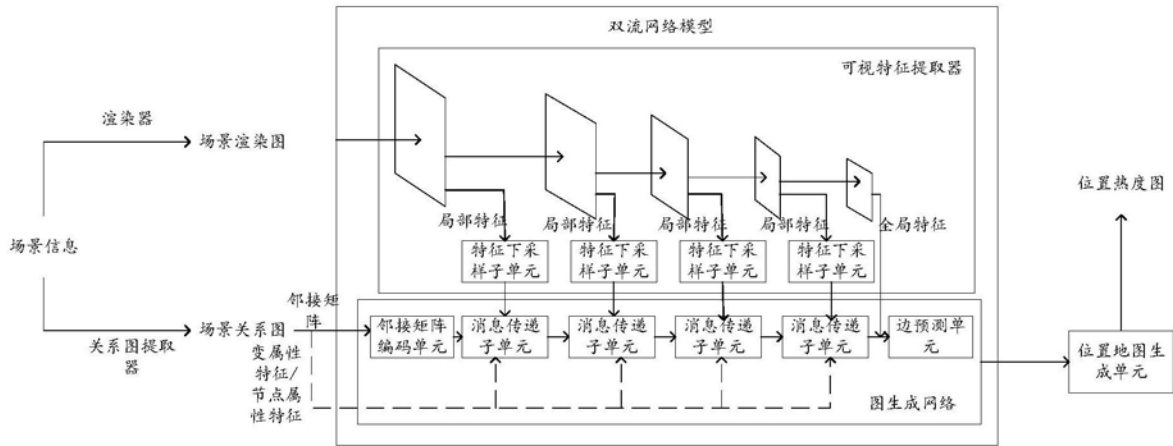 双流网络模型
可视特征提取器
渲染器
场景渲染图
场景信息
关系图提取
器
场景关系图
局部特征
局部特征
局部特征
局部特征
全局特征
特征下采
样子单元
特征下采
样子单元
特征下采
样子单元
特征下采
样子单元
邻接矩
阵
变属性
特征/
节点属
性特征
邻接矩阵
编码单元
消息传递
子单元
消息传递
子单元
消息传递
子单元
消息传递
子单元
边预测单
元
图生成网络
位置热度图
位置地图生
成单元